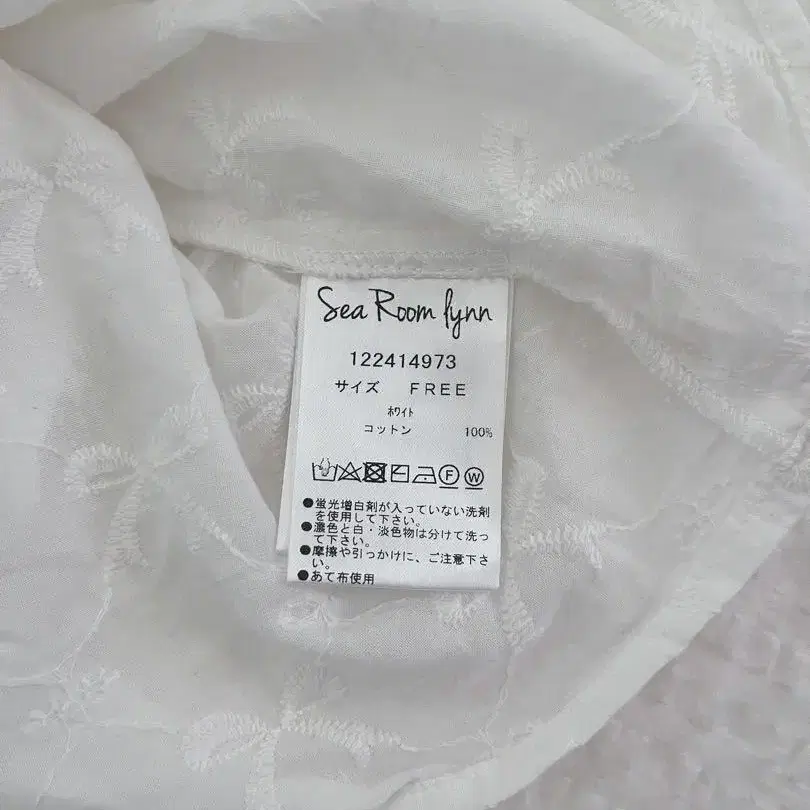 Sea Room lynn
122414973
サイズ FREE
ﾎﾜｲﾄ
コットン 100%
F W
●蛍光増白剤が入っていない洗剤
を使用して下さい。
●濃色と白・淡色物は分けて洗っ
て下さい。
●摩擦や引っかけに、ご注意下さ
い。
●あて布使用